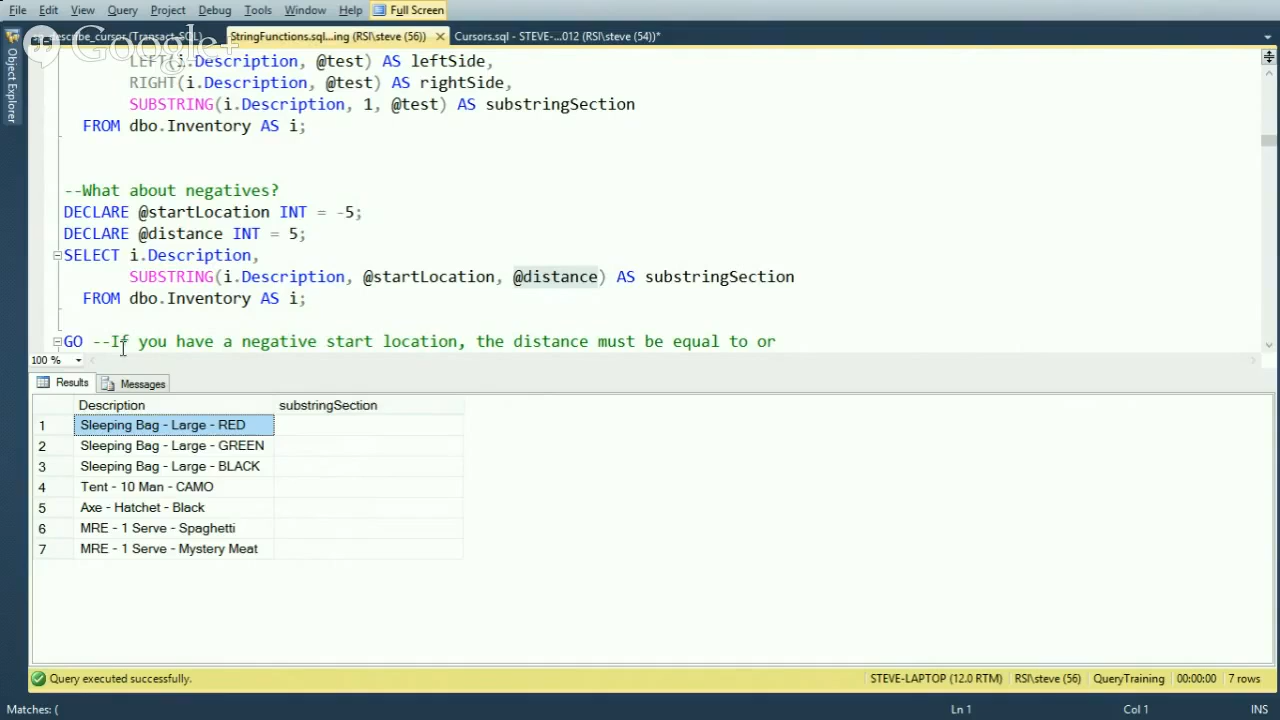 File Edit View Query Project Debug Tools Window Help Full Screen
sp_describe_cursor (Transact-SQL) StringFunctions.sql...ing (RSI\steve (56)) Cursors.sql - STEVE-...012 (RSI\steve (54))*
Google+
Object Explorer
LEFT(i.Description, @test) AS leftSide,
RIGHT(i.Description, @test) AS rightSide,
SUBSTRING(i.Description, 1, @test) AS substringSection
FROM dbo.Inventory AS i;
--What about negatives?
DECLARE @startLocation INT = -5;
DECLARE @distance INT = 5;
SELECT i.Description,
SUBSTRING(i.Description, @startLocation, @distance) AS substringSection
FROM dbo.Inventory AS i;
GO --If you have a negative start location, the distance must be equal to or
100 %
Results Messages
Description substringSection
1 Sleeping Bag - Large - RED
2 Sleeping Bag - Large - GREEN
3 Sleeping Bag - Large - BLACK
4 Tent - 10 Man - CAMO
5 Axe - Hatchet - Black
6 MRE - 1 Serve - Spaghetti
7 MRE - 1 Serve - Mystery Meat
Query executed successfully. STEVE-LAPTOP (12.0 RTM) RSI\steve (56) QueryTraining 00:00:00 7 rows
Matches: ( Ln 1 Col 1 INS